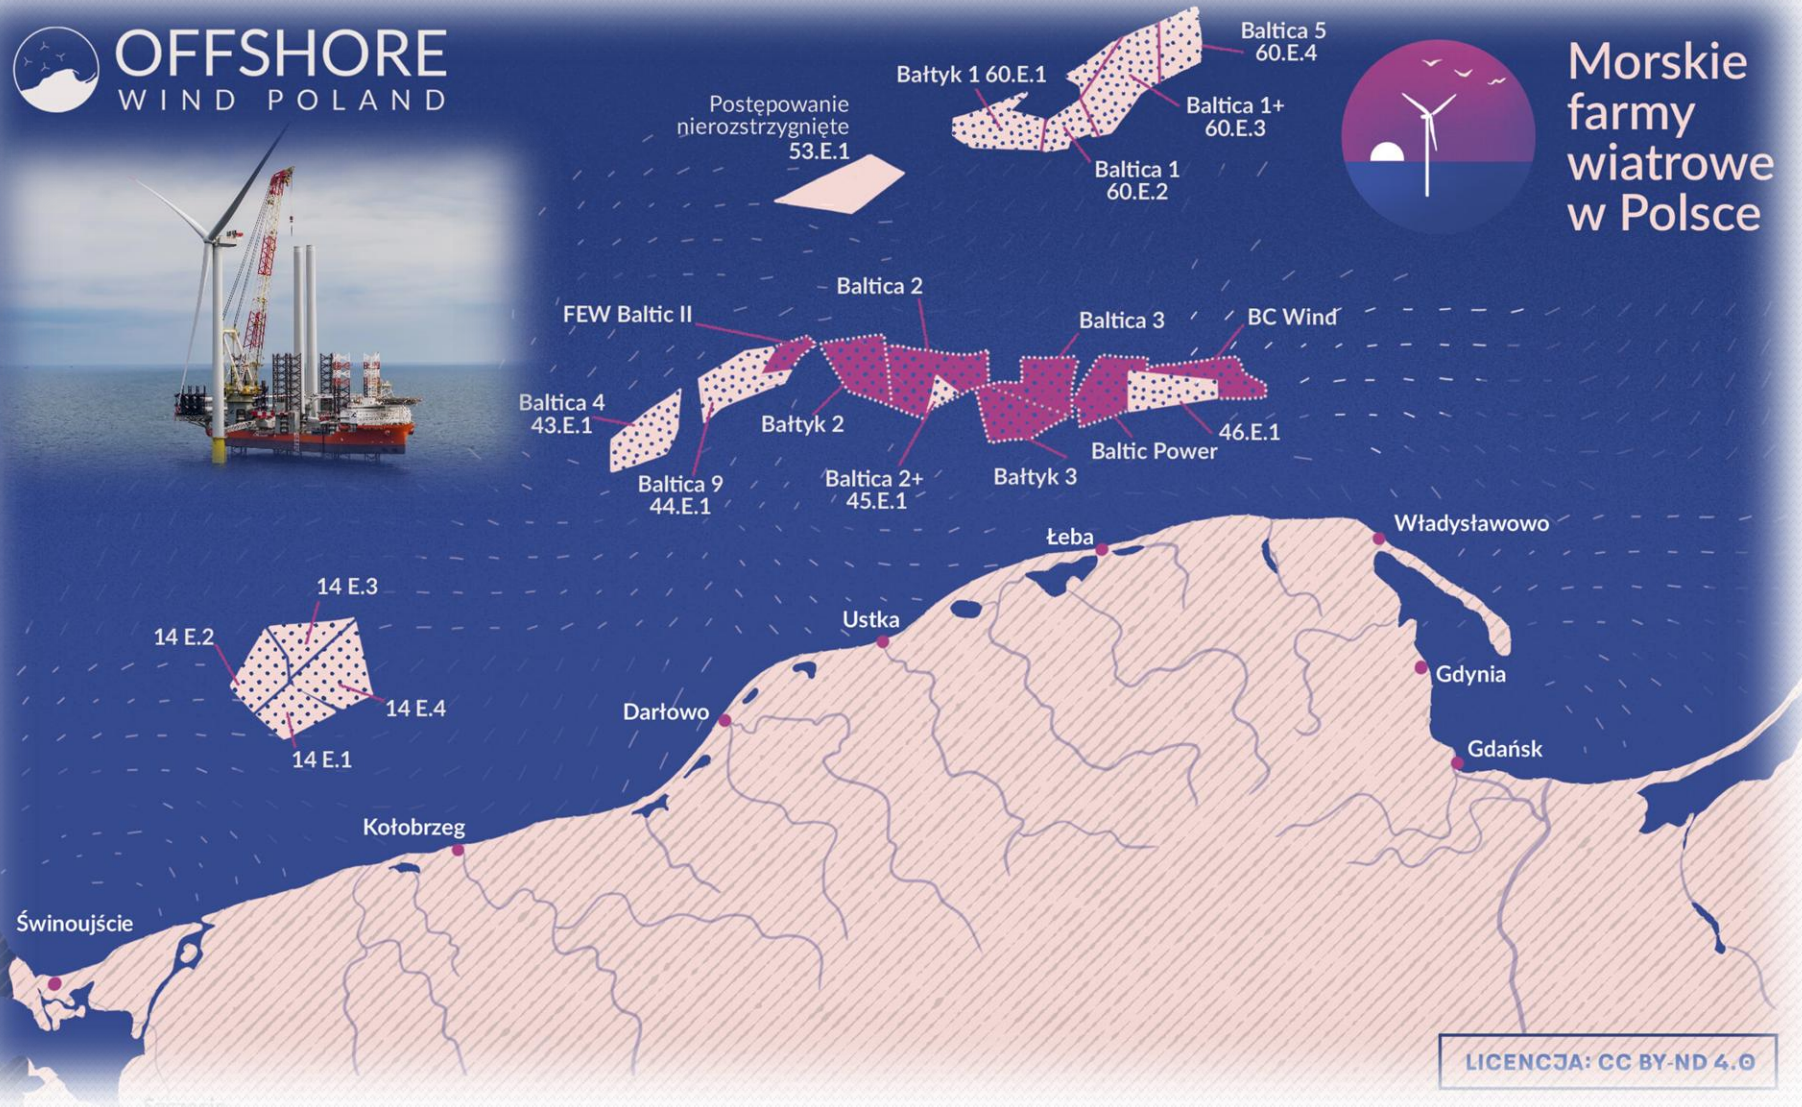 OFFSHORE
WIND POLAND
Morskie
farmy
wiatrowe
w Polsce
Baltica 5
60.E.4
Bałtyk 1 60.E.1
Baltica 1+
60.E.3
Baltica 1
60.E.2
Postępowanie
nierozstrzygnięte
53.E.1
Baltica 2
FEW Baltic II
Baltica 3
BC Wind
Baltica 4
43.E.1
Bałtyk 2
46.E.1
Baltic Power
Baltica 9
44.E.1
Baltica 2+
45.E.1
Bałtyk 3
Władysławowo
Łeba
14 E.3
Ustka
14 E.2
Gdynia
14 E.4
Darłowo
Gdańsk
14 E.1
Kołobrzeg
Świnoujście
LICENCJA: CC BY-ND 4.0